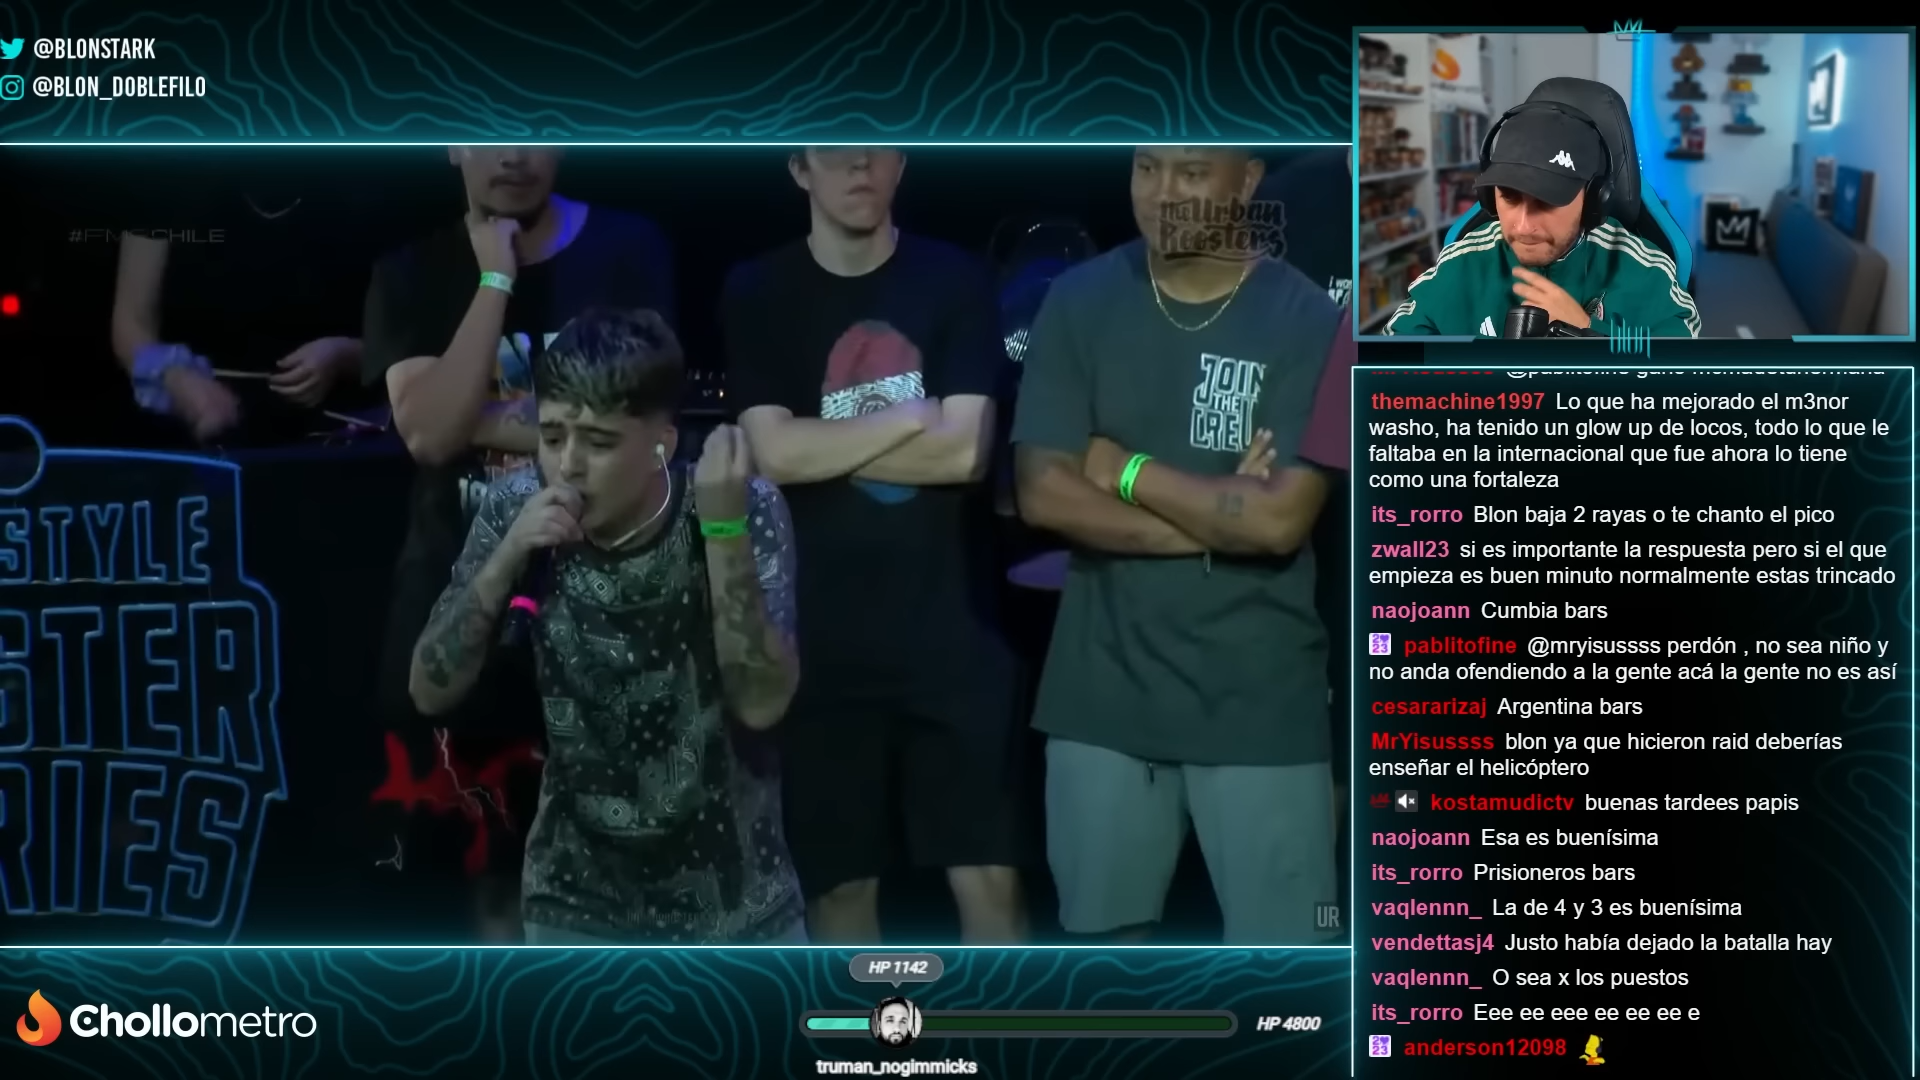 @BLONSTARK
@BLON_DOBLEFILO
#FMS CHILE
the Urban
Roosters
JOIN
THE
CREW
STYLE
STER
RIES
UR
themachine1997 Lo que ha mejorado el m3nor
washo, ha tenido un glow up de locos, todo lo que le
faltaba en la internacional que fue ahora lo tiene
como una fortaleza
its_rorro Blon baja 2 rayas o te chanto el pico
zwall23 si es importante la respuesta pero si el que
empieza es buen minuto normalmente estas trincado
naojoann Cumbia bars
pablitofine @mryisussss perdón , no sea niño y
no anda ofendiendo a la gente acá la gente no es así
cesararizaj Argentina bars
MrYisussss blon ya que hicieron raid deberías
enseñar el helicóptero
kostamudictv buenas tardees papis
naojoann Esa es buenísima
its_rorro Prisioneros bars
vaqlennn_ La de 4 y 3 es buenísima
vendettasj4 Justo había dejado la batalla hay
vaqlennn_ O sea x los puestos
its_rorro Eee ee eee ee ee ee e
anderson12098
Chollometro
HP 1142
HP 4800
truman_nogimmicks